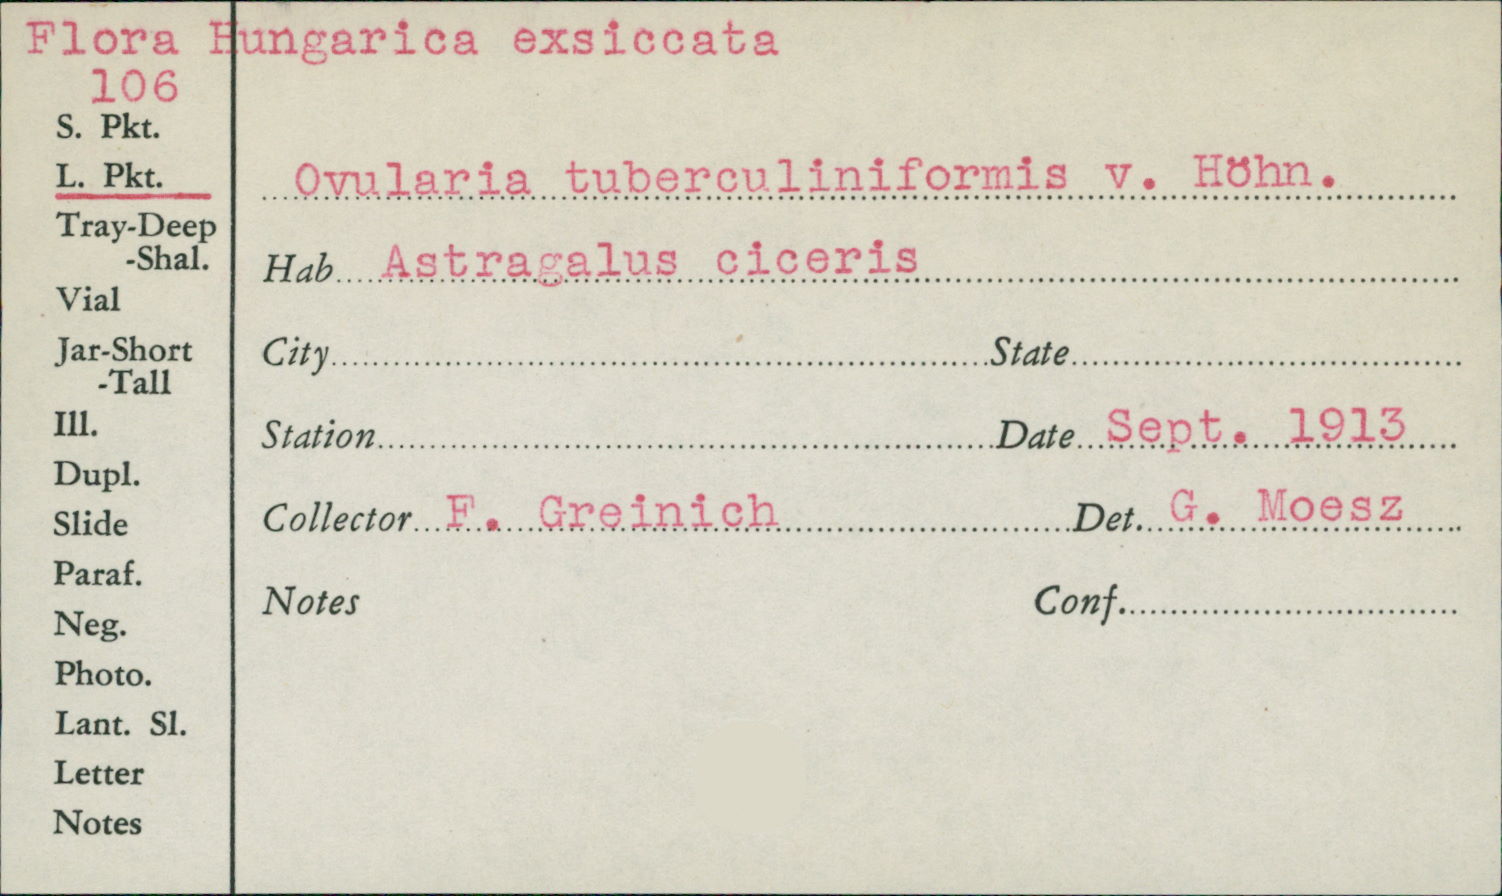 Flora Hungarica exsiccata
106
S. Pkt.
L. Pkt.
Tray-Deep
-Shal.
Vial
Jar-Short
-Tall
Ill.
Dupl.
Slide
Paraf.
Neg.
Photo.
Lant. Sl.
Letter
Notes
Ovularia tuberculiniformis v. Höhn.
Hab Astragalus ciceris
City State
Station Date Sept. 1913
Collector F. Greinich Det. G. Moesz
Notes Conf.